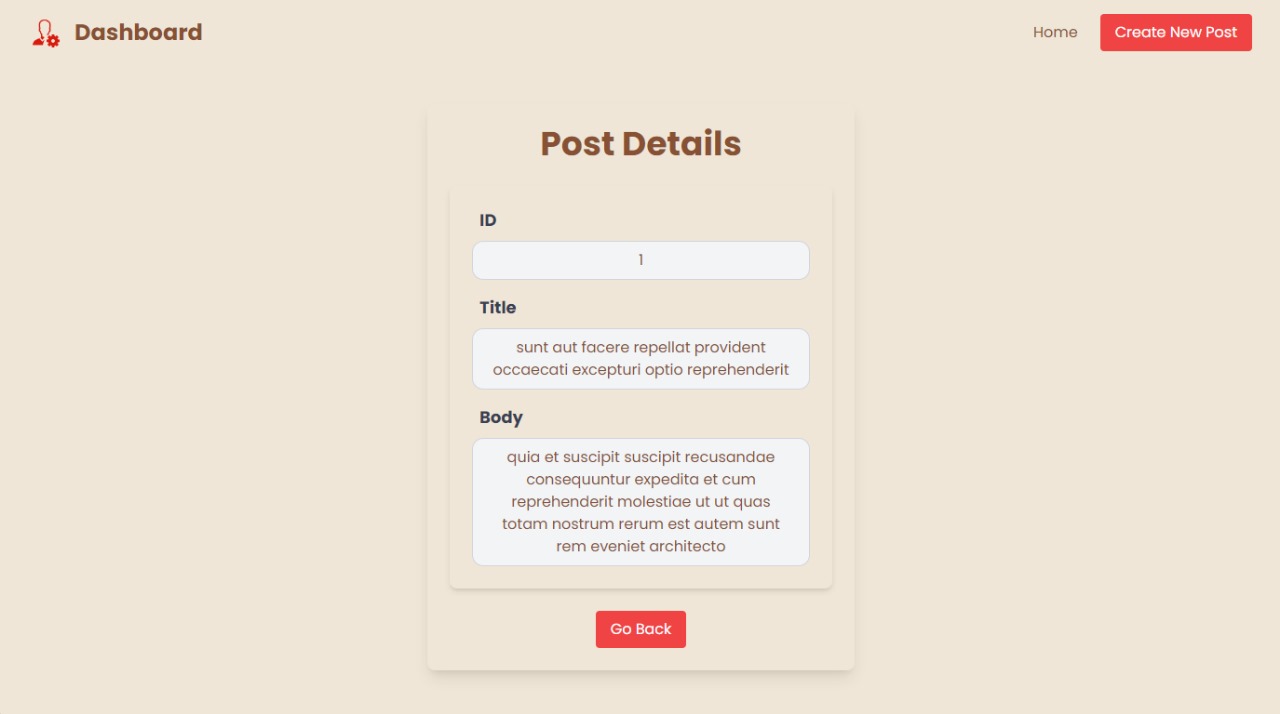 Dashboard
Home
Create New Post
Post Details
ID
1
Title
sunt aut facere repellat provident
occaecati excepturi optio reprehenderit
Body
quia et suscipit suscipit recusandae
consequuntur expedita et cum
reprehenderit molestiae ut ut quas
totam nostrum rerum est autem sunt
rem eveniet architecto
Go Back